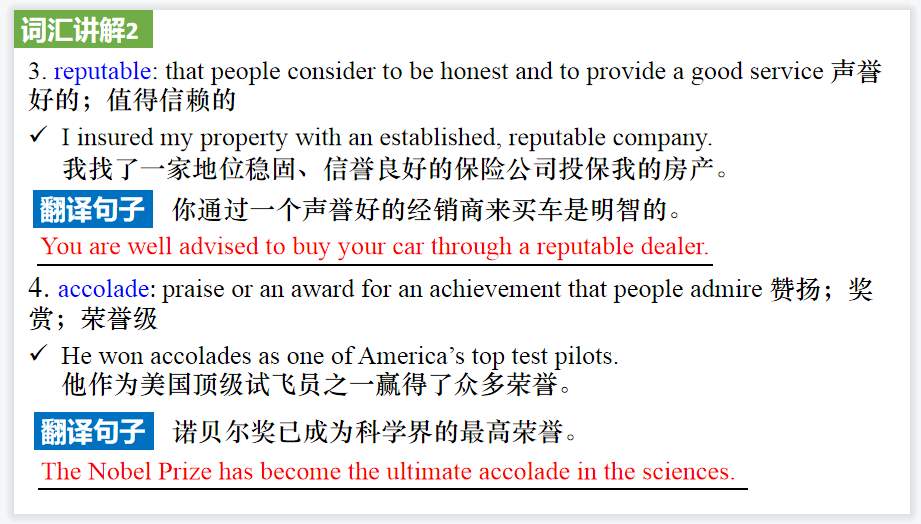 词汇讲解2
3. reputable: that people consider to be honest and to provide a good service 声誉
好的；值得信赖的
✓ I insured my property with an established, reputable company.
我找了一家地位稳固、信誉良好的保险公司投保我的房产。
翻译句子 你通过一个声誉好的经销商来买车是明智的。
You are well advised to buy your car through a reputable dealer.
4. accolade: praise or an award for an achievement that people admire 赞扬；奖
赏；荣誉级
✓ He won accolades as one of America’s top test pilots.
他作为美国顶级试飞员之一赢得了众多荣誉。
翻译句子 诺贝尔奖已成为科学界的最高荣誉。
The Nobel Prize has become the ultimate accolade in the sciences.